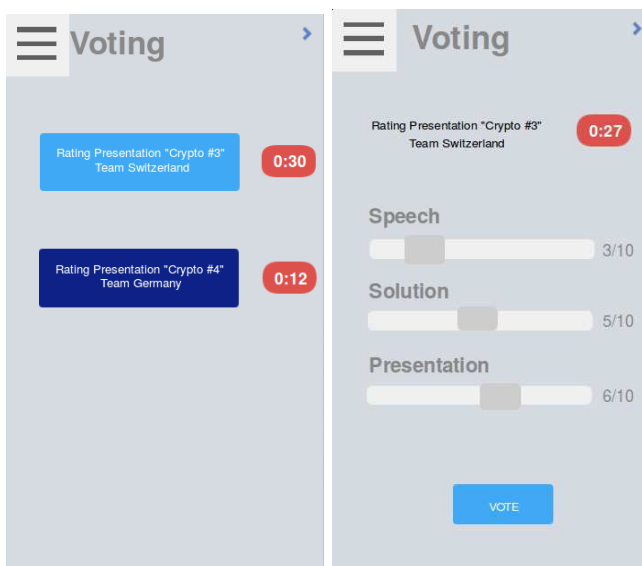 Voting
Rating Presentation "Crypto #3"
Team Switzerland
0:30
Rating Presentation "Crypto #4"
Team Germany
0:12
Voting
Rating Presentation "Crypto #3"
Team Switzerland
0:27
Speech
3/10
Solution
5/10
Presentation
6/10
VOTE